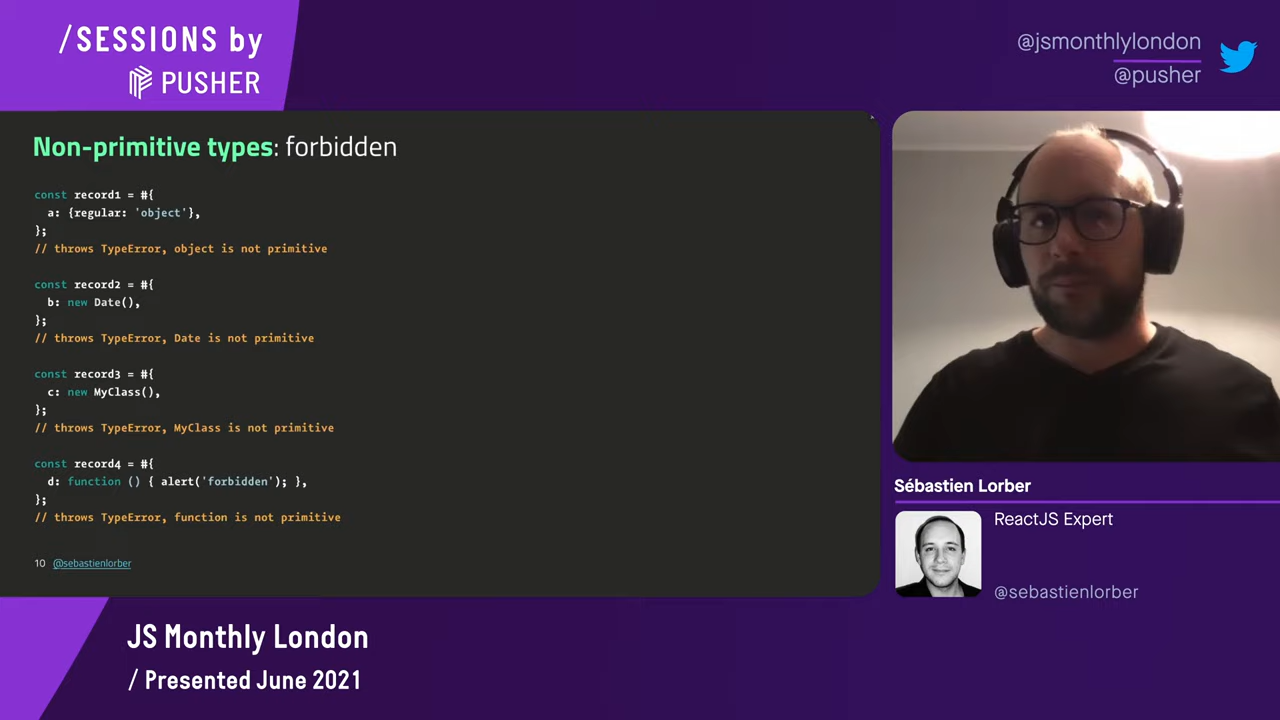 /SESSIONS by
PUSHER
@jsmonthlylondon
@pusher
Non-primitive types: forbidden
const record1 = #{
a: {regular: 'object'},
};
// throws TypeError, object is not primitive
const record2 = #{
b: new Date(),
};
// throws TypeError, Date is not primitive
const record3 = #{
c: new MyClass(),
};
// throws TypeError, MyClass is not primitive
const record4 = #{
d: function () { alert('forbidden'); },
};
// throws TypeError, function is not primitive
10 @sebastienlorber
Sébastien Lorber
ReactJS Expert
@sebastienlorber
JS Monthly London
/ Presented June 2021